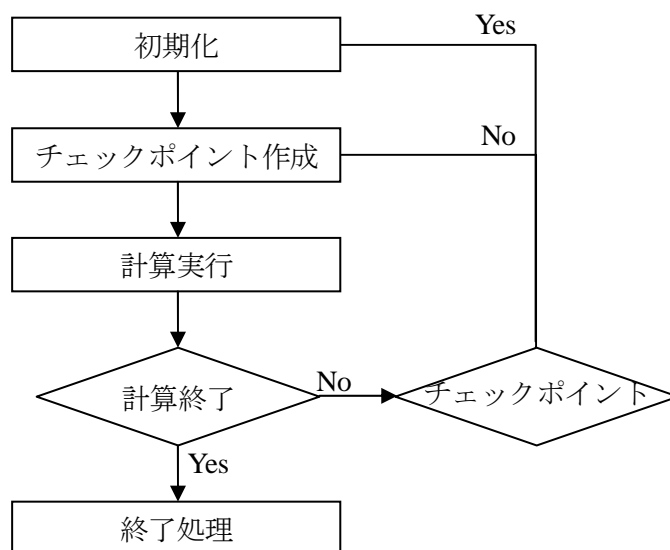 初期化
Yes
チェックポイント作成
No
計算実行
計算終了
No
チェックポイント
Yes
終了処理